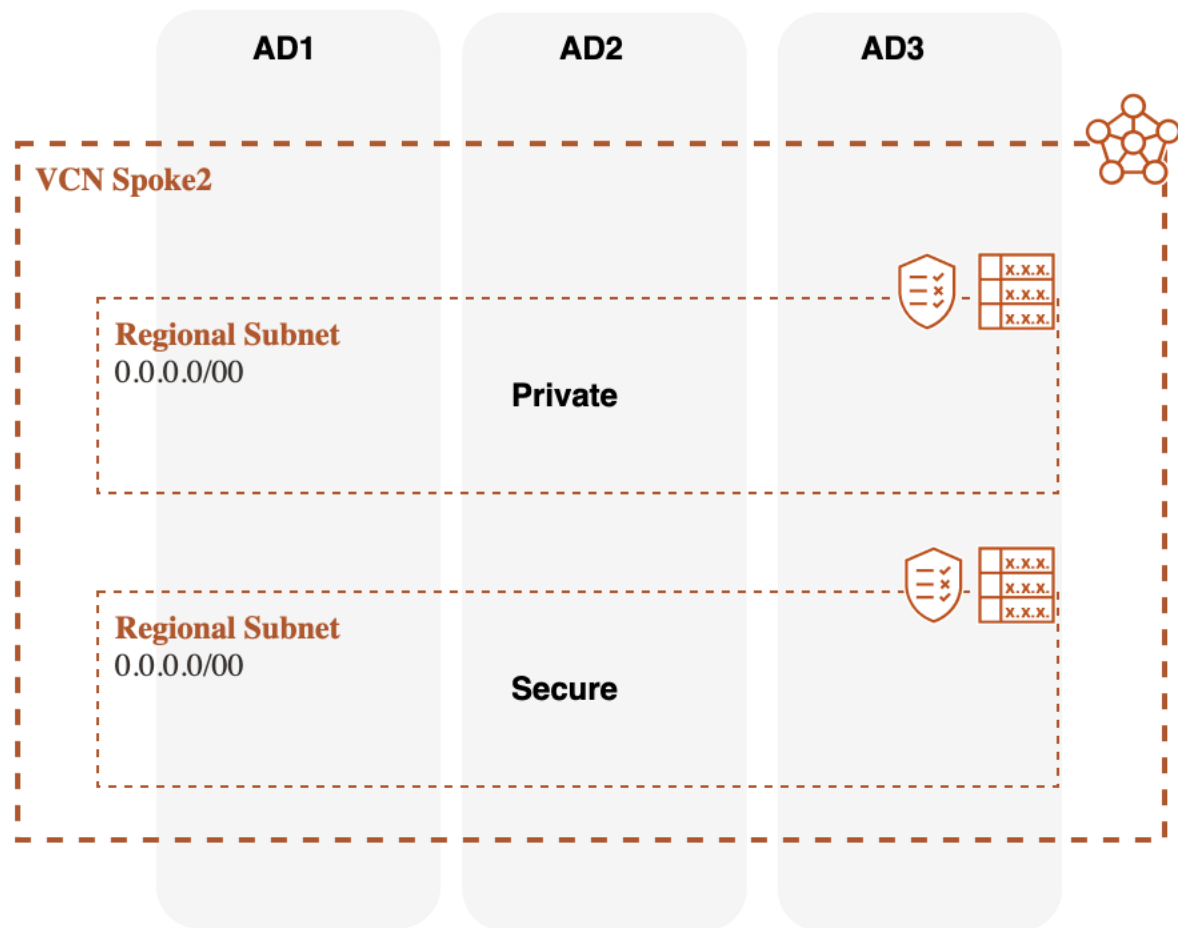 AD1
AD2
AD3
VCN Spoke2
x.x.x.
x.x.x.
x.x.x.
Regional Subnet
0.0.0.0/00
Private
x.x.x.
x.x.x.
x.x.x.
Regional Subnet
0.0.0.0/00
Secure